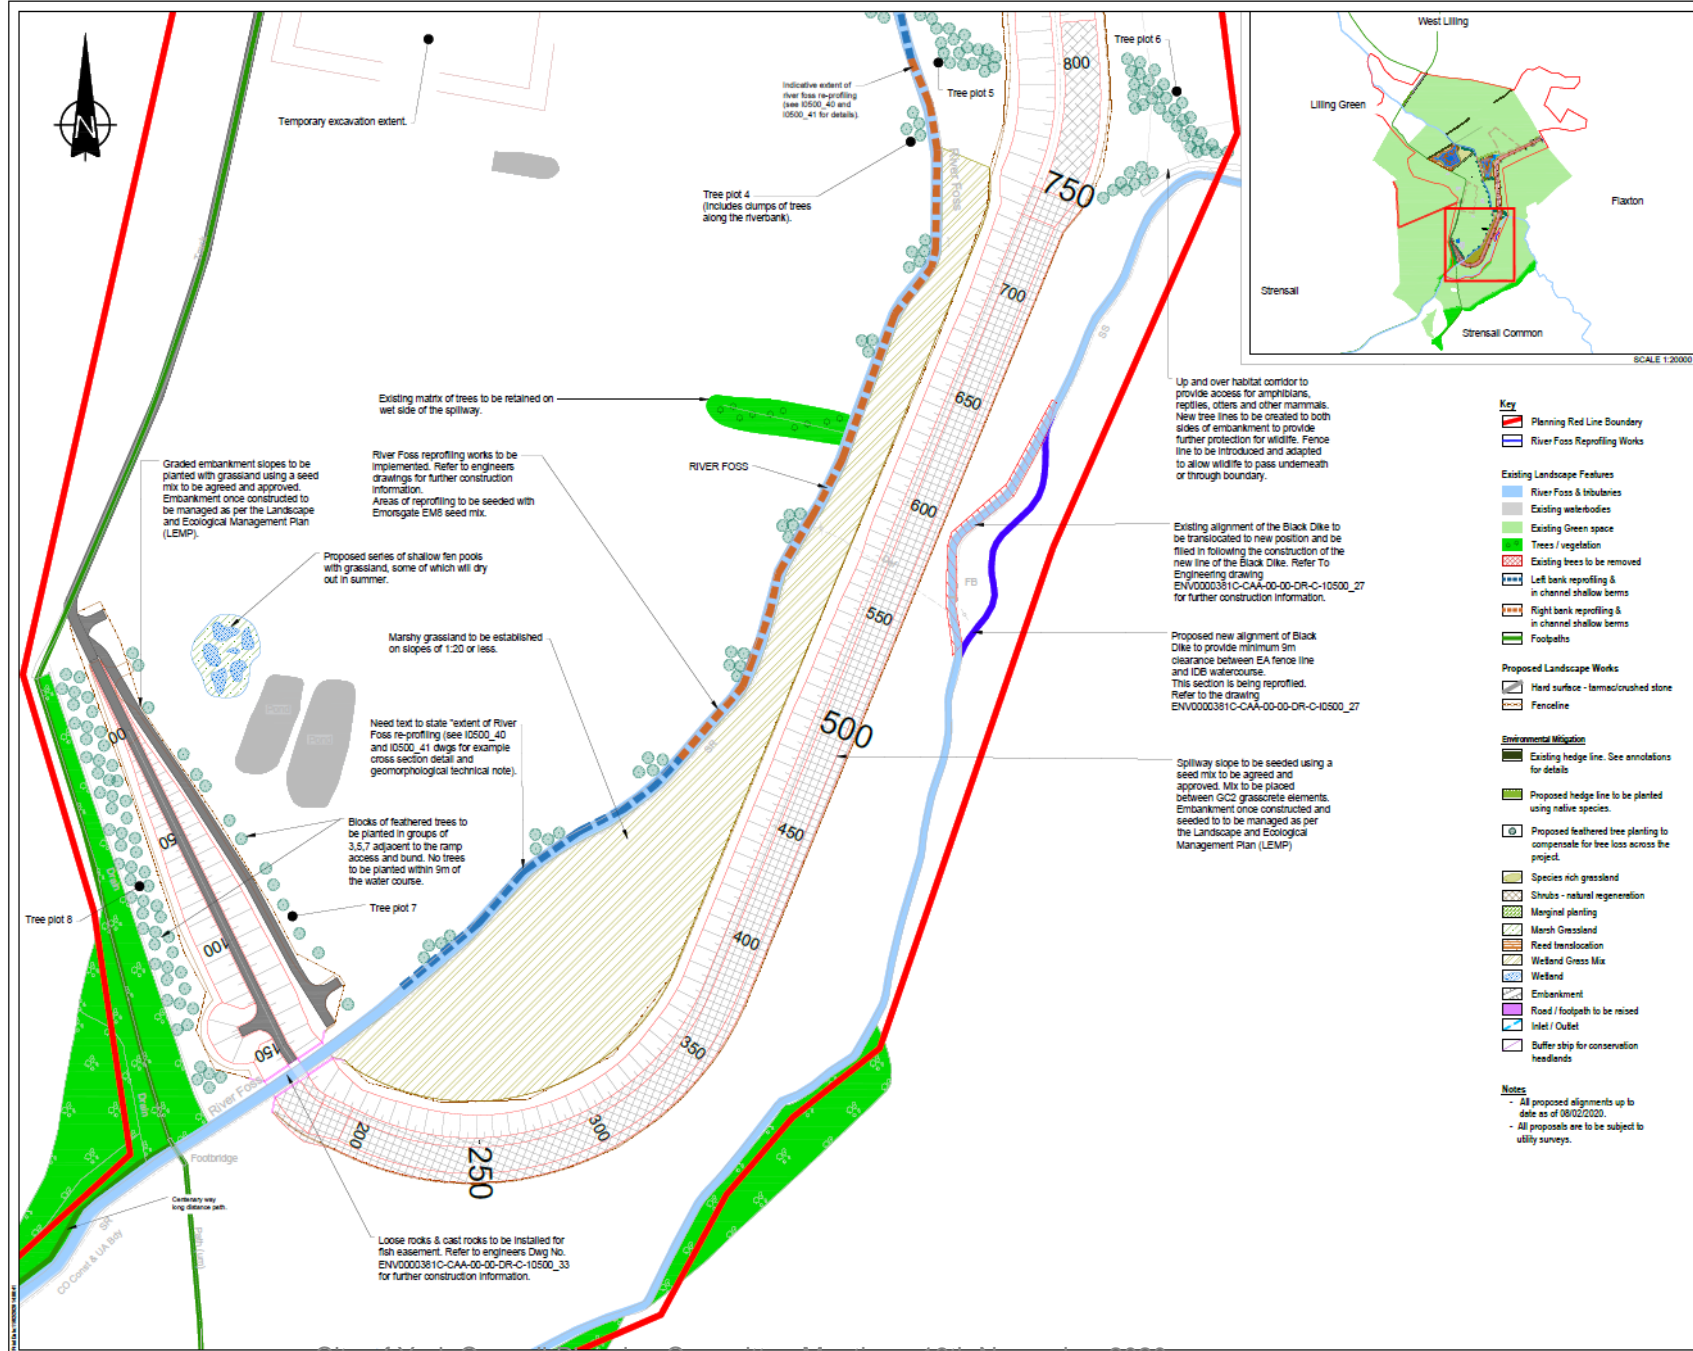 West Lilling
Lilling Green
Flaxton
Strensall
Strensall Common
SCALE 1:20000
N
Temporary excavation extent.
Indicative extent of
river foss re-profiling
(see I0500_40 and
I0500_41 for details).
Tree plot 6
Tree plot 5
800
Tree plot 4
(Includes clumps of trees
along the riverbank).
River Foss
750
700
SS
Existing matrix of trees to be retained on
wet side of the spillway.
650
Up and over habitat corridor to
provide access for amphibians,
reptiles, otters and other mammals.
New tree lines to be created to both
sides of embankment to provide
further protection for wildlife. Fence
line to be introduced and adapted
to allow wildlife to pass underneath
or through boundary.
Graded embankment slopes to be
planted with grassland using a seed
mix to be agreed and approved.
Embankment once constructed to
be managed as per the Landscape
and Ecological Management Plan
(LEMP).
River Foss reprofiling works to be
implemented. Refer to engineers
drawings for further construction
information.
Areas of reprofiling to be seeded with
Emorsgate EM8 seed mix.
RIVER FOSS
600
Existing alignment of the Black Dike to
be translocated to new position and be
filled in following the construction of the
new line of the Black Dike. Refer To
Engineering drawing
ENV0000381C-CAA-00-00-DR-C-10500_27
for further construction information.
Proposed series of shallow fen pools
with grassland, some of which will dry
out in summer.
FB
550
Marshy grassland to be established
on slopes of 1:20 or less.
Proposed new alignment of Black
Dike to provide minimum 9m
clearance between EA fence line
and IDB watercourse.
This section is being reprofiled.
Refer to the drawing
ENV0000381C-CAA-00-00-DR-C-I0500_27
Pond
Pond
00
Need text to state "extent of River
Foss re-profiling (see I0500_40
and I0500_41 dwgs for example
cross section detail and
geomorphological technical note).
SR
500
Spillway slope to be seeded using a
seed mix to be agreed and
approved. Mix to be placed
between GC2 grasscrete elements.
Embankment once constructed and
seeded to to be managed as per
the Landscape and Ecological
Management Plan (LEMP)
50
Blocks of feathered trees to
be planted in groups of
3,5,7 adjacent to the ramp
access and bund. No trees
to be planted within 9m of
the water course.
450
Drain
Tree plot 8
Tree plot 7
100
400
150
350
River Foss
Drain
200
300
250
Footbridge
Centenary way
long distance path.
SR
CO Const & UA Bdy
Path (um)
Loose rocks & cast rocks to be installed for
fish easement. Refer to engineers Dwg No.
ENV0000381C-CAA-00-00-DR-C-10500_33
for further construction information.
Key
Planning Red Line Boundary
River Foss Reprofiling Works
Existing Landscape Features
River Foss & tributaries
Existing waterbodies
Existing Green space
Trees / vegetation
Existing trees to be removed
Left bank reprofiling &
in channel shallow berms
Right bank reprofiling &
in channel shallow berms
Footpaths
Proposed Landscape Works
Hard surface - tarmac/crushed stone
Fenceline
Environmental Mitigation
Existing hedge line. See annotations
for details
Proposed hedge line to be planted
using native species.
Proposed feathered tree planting to
compensate for tree loss across the
project.
Species rich grassland
Shrubs - natural regeneration
Marginal planting
Marsh Grassland
Reed translocation
Wetland Grass Mix
Wetland
Embankment
Road / footpath to be raised
Inlet / Outlet
Buffer strip for conservation
headlands
Notes
- All proposed alignments up to
date as of 08/02/2020.
- All proposals are to be subject to
utility surveys.